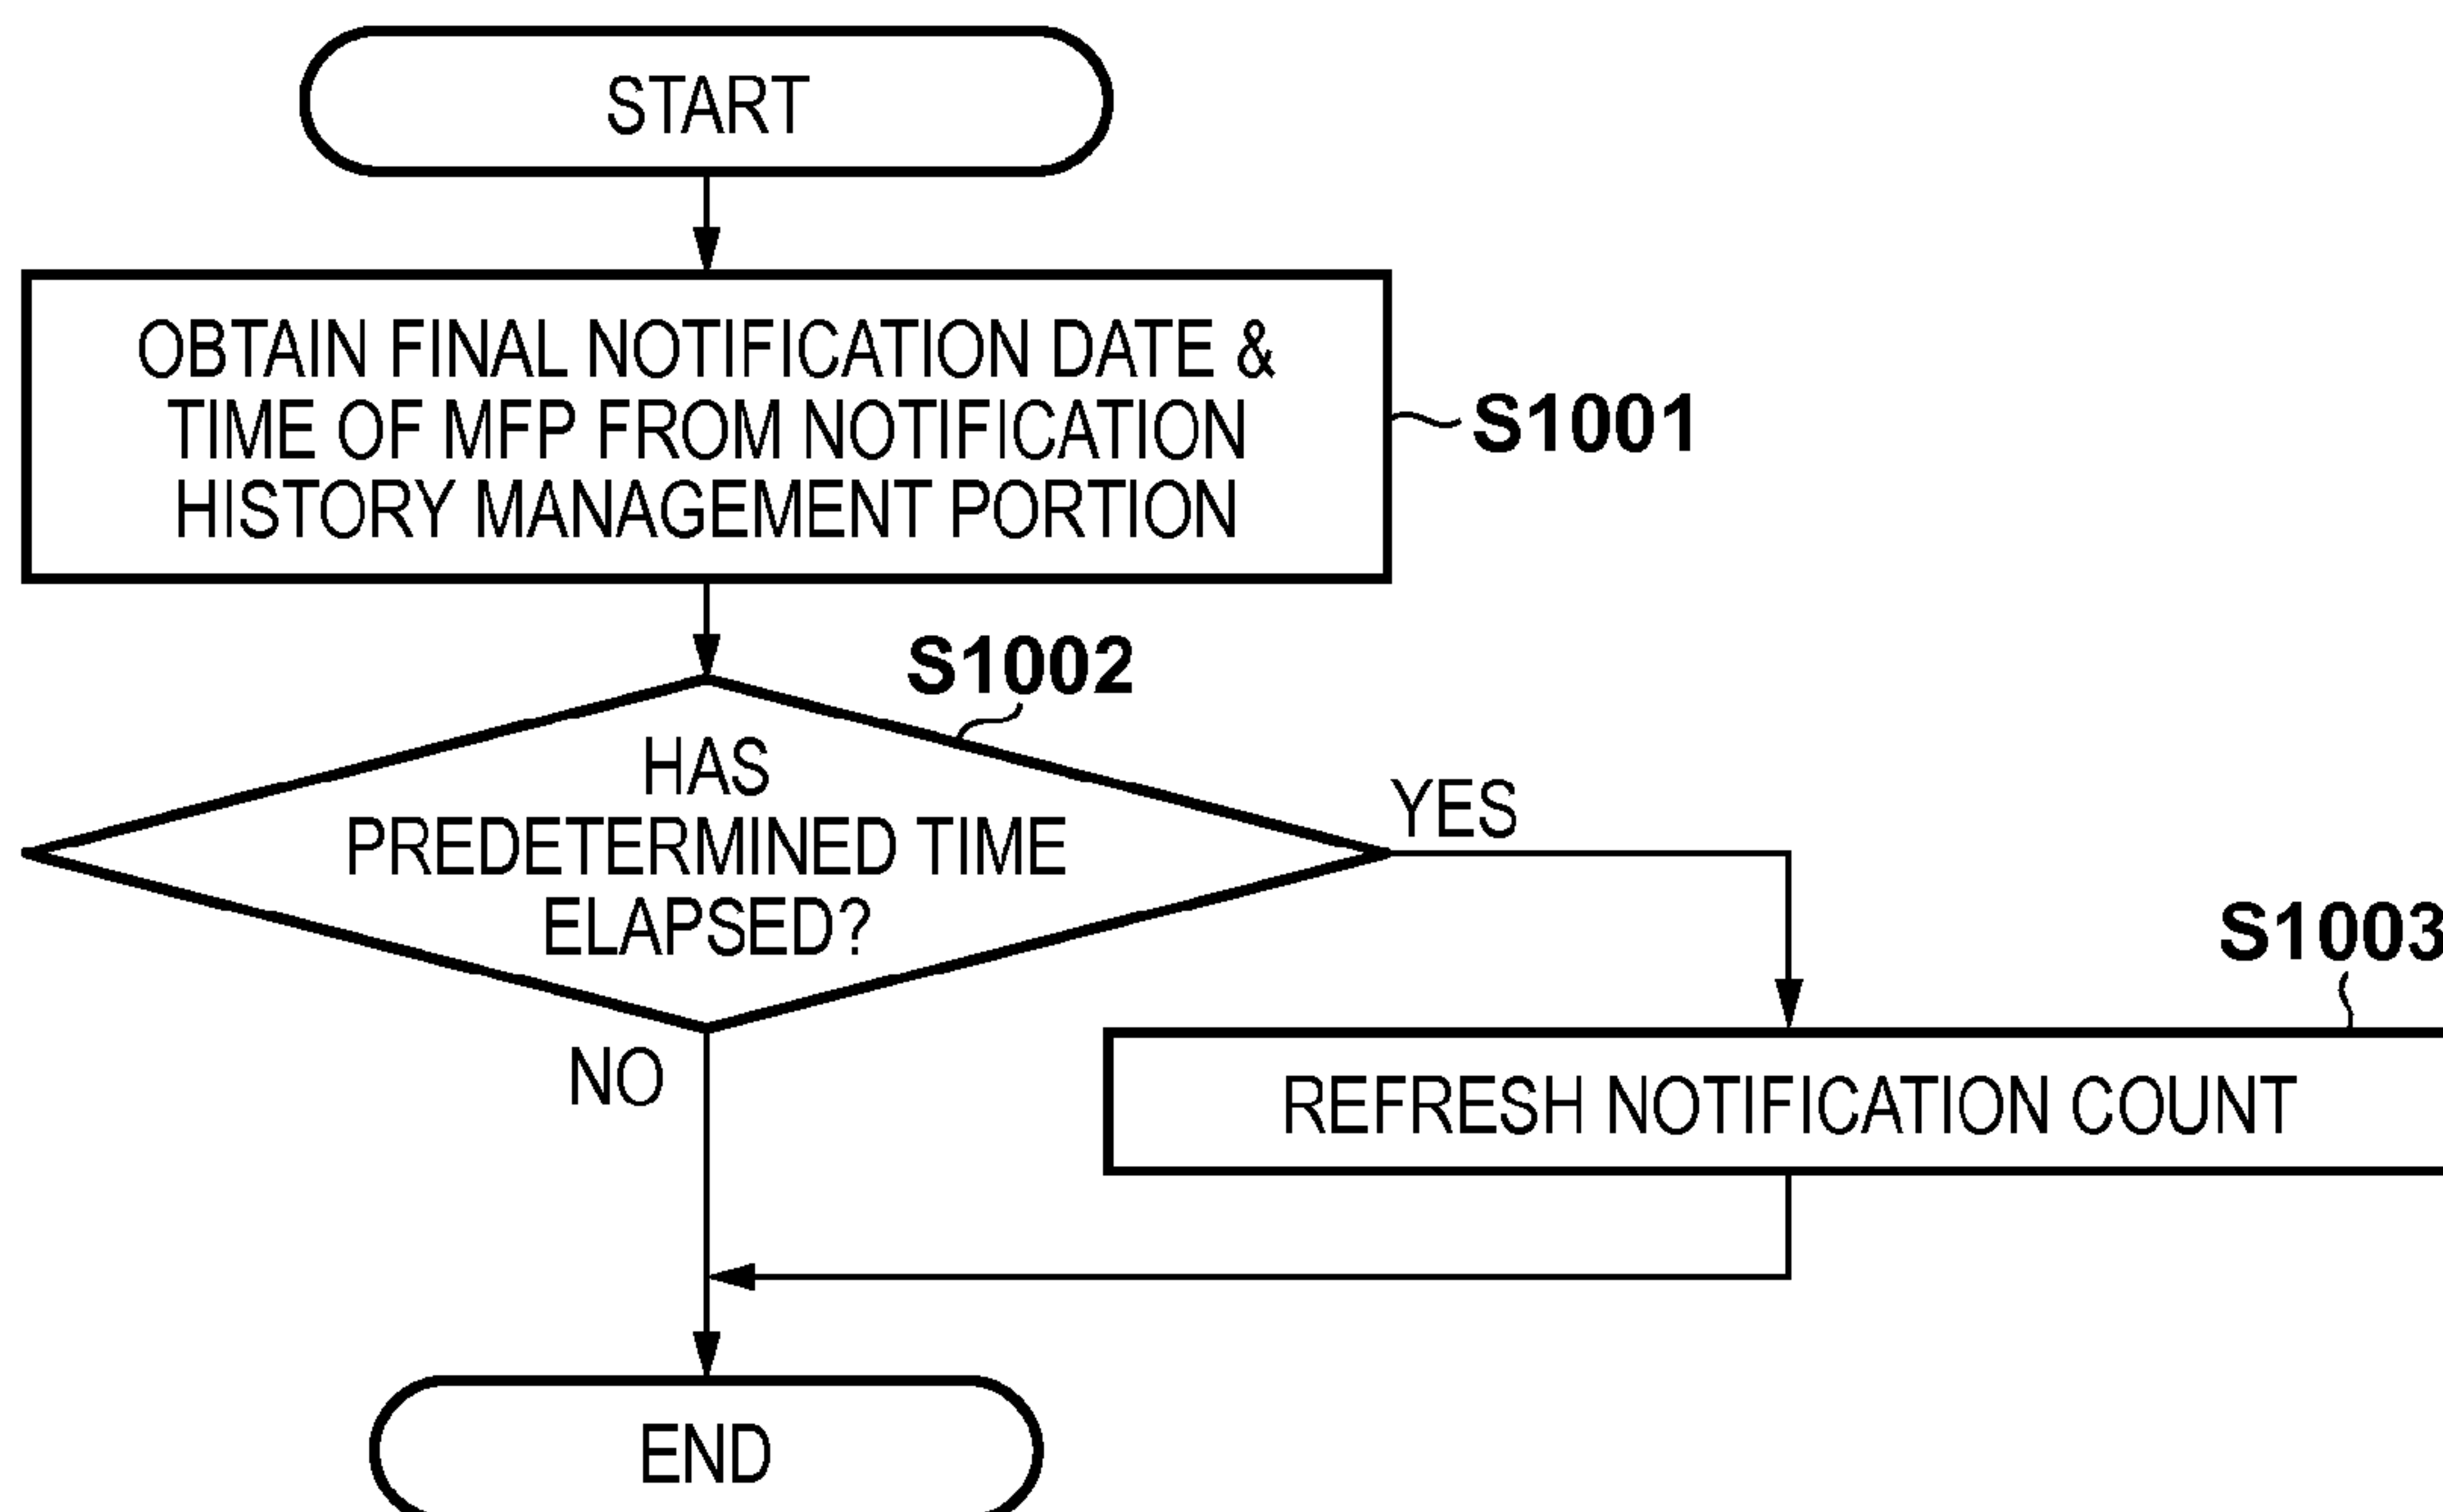 START
OBTAIN FINAL NOTIFICATION DATE &
TIME OF MFP FROM NOTIFICATION
HISTORY MANAGEMENT PORTION
S1001
S1002
HAS
PREDETERMINED TIME
ELAPSED?
YES
S1003
NO
REFRESH NOTIFICATION COUNT
END